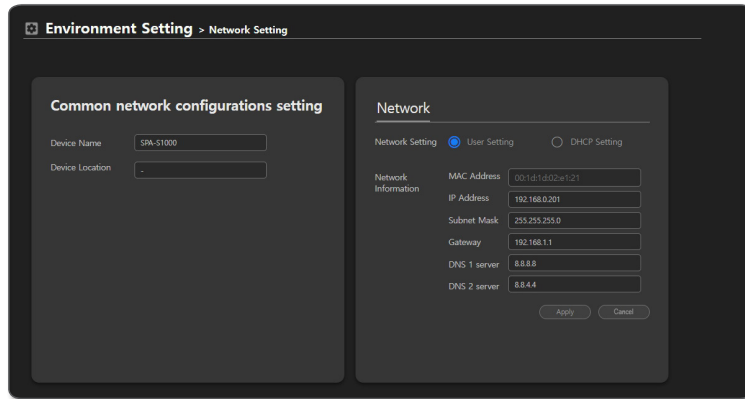 Environment Setting > Network Setting
Common network configurations setting
Device Name SPA-S1000
Device Location -
Network
Network Setting User Setting DHCP Setting
Network Information
MAC Address 00:1d:1d:02:e1:21
IP Address 192.168.0.201
Subnet Mask 255.255.255.0
Gateway 192.168.1.1
DNS 1 server 8.8.8.8
DNS 2 server 8.8.4.4
Apply Cancel